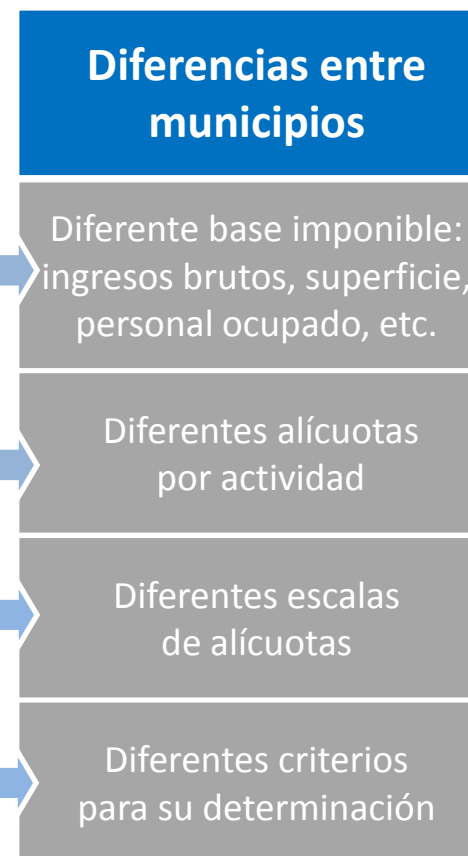 Diferencias entre
municipios
Diferente base imponible:
ingresos brutos, superficie,
personal ocupado, etc.
Diferentes alícuotas
por actividad
Diferentes escalas
de alícuotas
Diferentes criterios
para su determinación